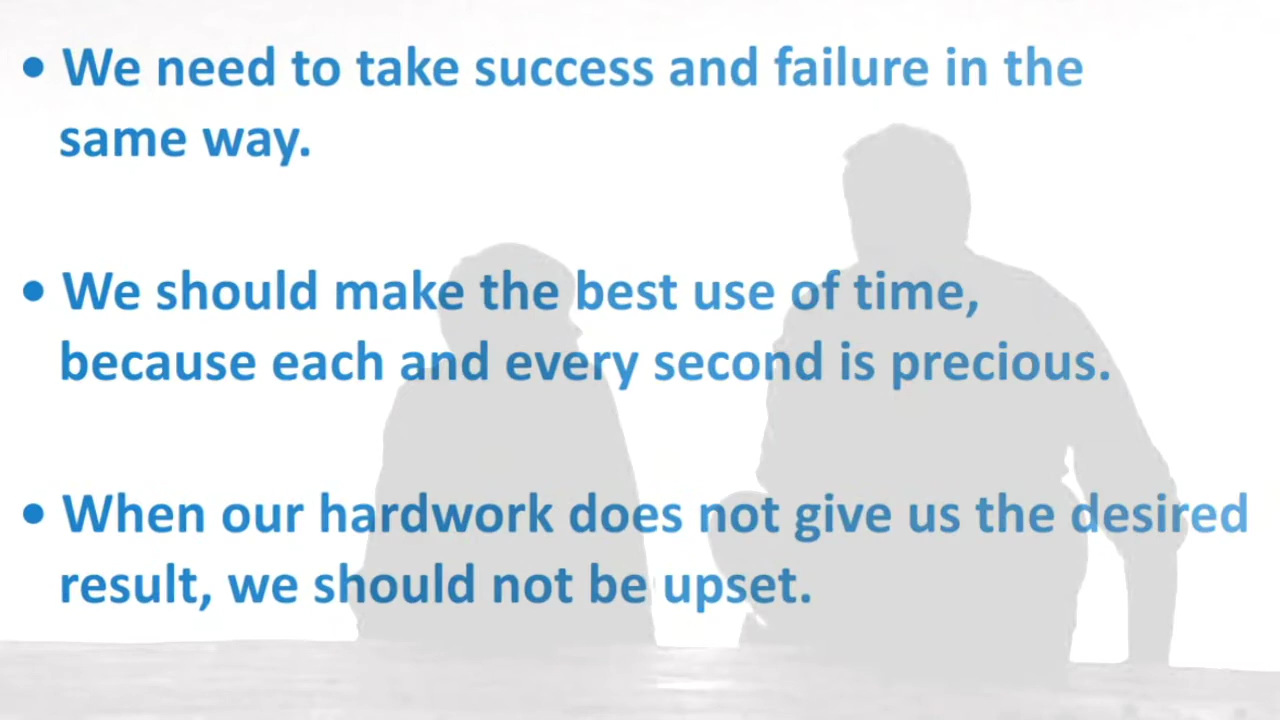 • We need to take success and failure in the
same way.
• We should make the best use of time,
because each and every second is precious.
• When our hardwork does not give us the desired
result, we should not be upset.